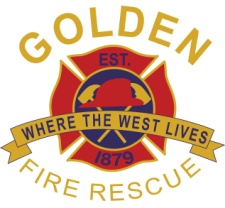 GOLDEN
EST.
WHERE THE WEST LIVES
1879
FIRE RESCUE